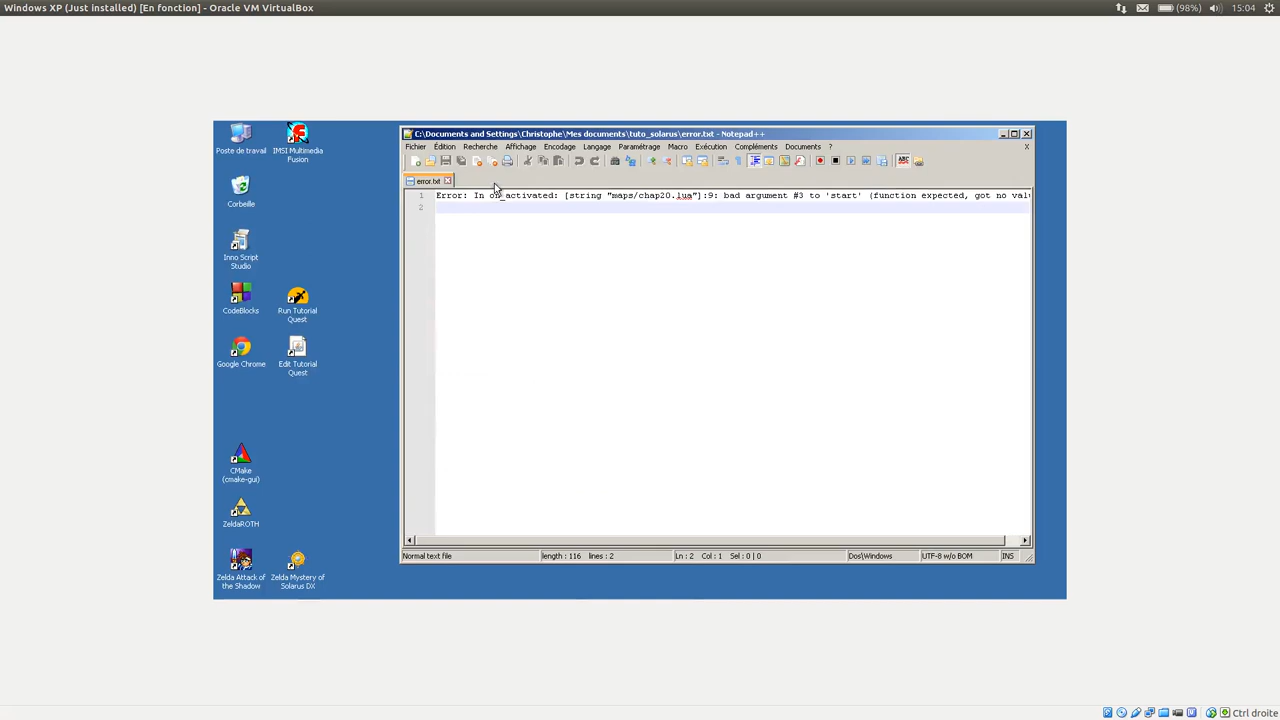 Windows XP (Just installed) [En fonction] - Oracle VM VirtualBox
(98%)
15:04
C:\Documents and Settings\Christophe\Mes documents\tuto_solarus\error.txt - Notepad++
Fichier Édition Recherche Affichage Encodage Langage Paramétrage Macro Exécution Compléments Documents ? X
error.txt
1 Error: In on_activated: [string "maps/chap20.lua"]:9: bad argument #3 to 'start' (function expected, got no val
2
Poste de travail
IMSI Multimedia Fusion
Corbeille
Inno Script Studio
CodeBlocks
Run Tutorial Quest
Google Chrome
Edit Tutorial Quest
CMake (cmake-gui)
ZeldaROTH
Zelda Attack of the Shadow
Zelda Mystery of Solarus DX
Normal text file
length : 116 lines : 2
Ln : 2 Col : 1 Sel : 0 | 0
Dos\Windows
UTF-8 w/o BOM
INS
Ctrl droite